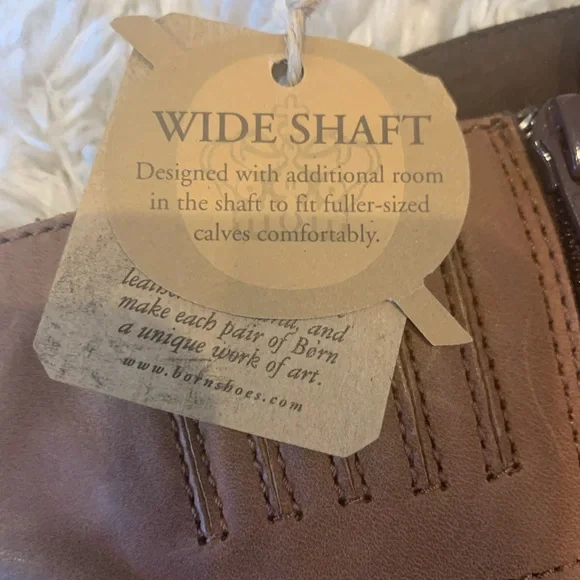 WIDE SHAFT
Designed with additional room
in the shaft to fit fuller-sized
calves comfortably.
and
make each pair of Børn
a unique work of art.
www.bornshoes.com